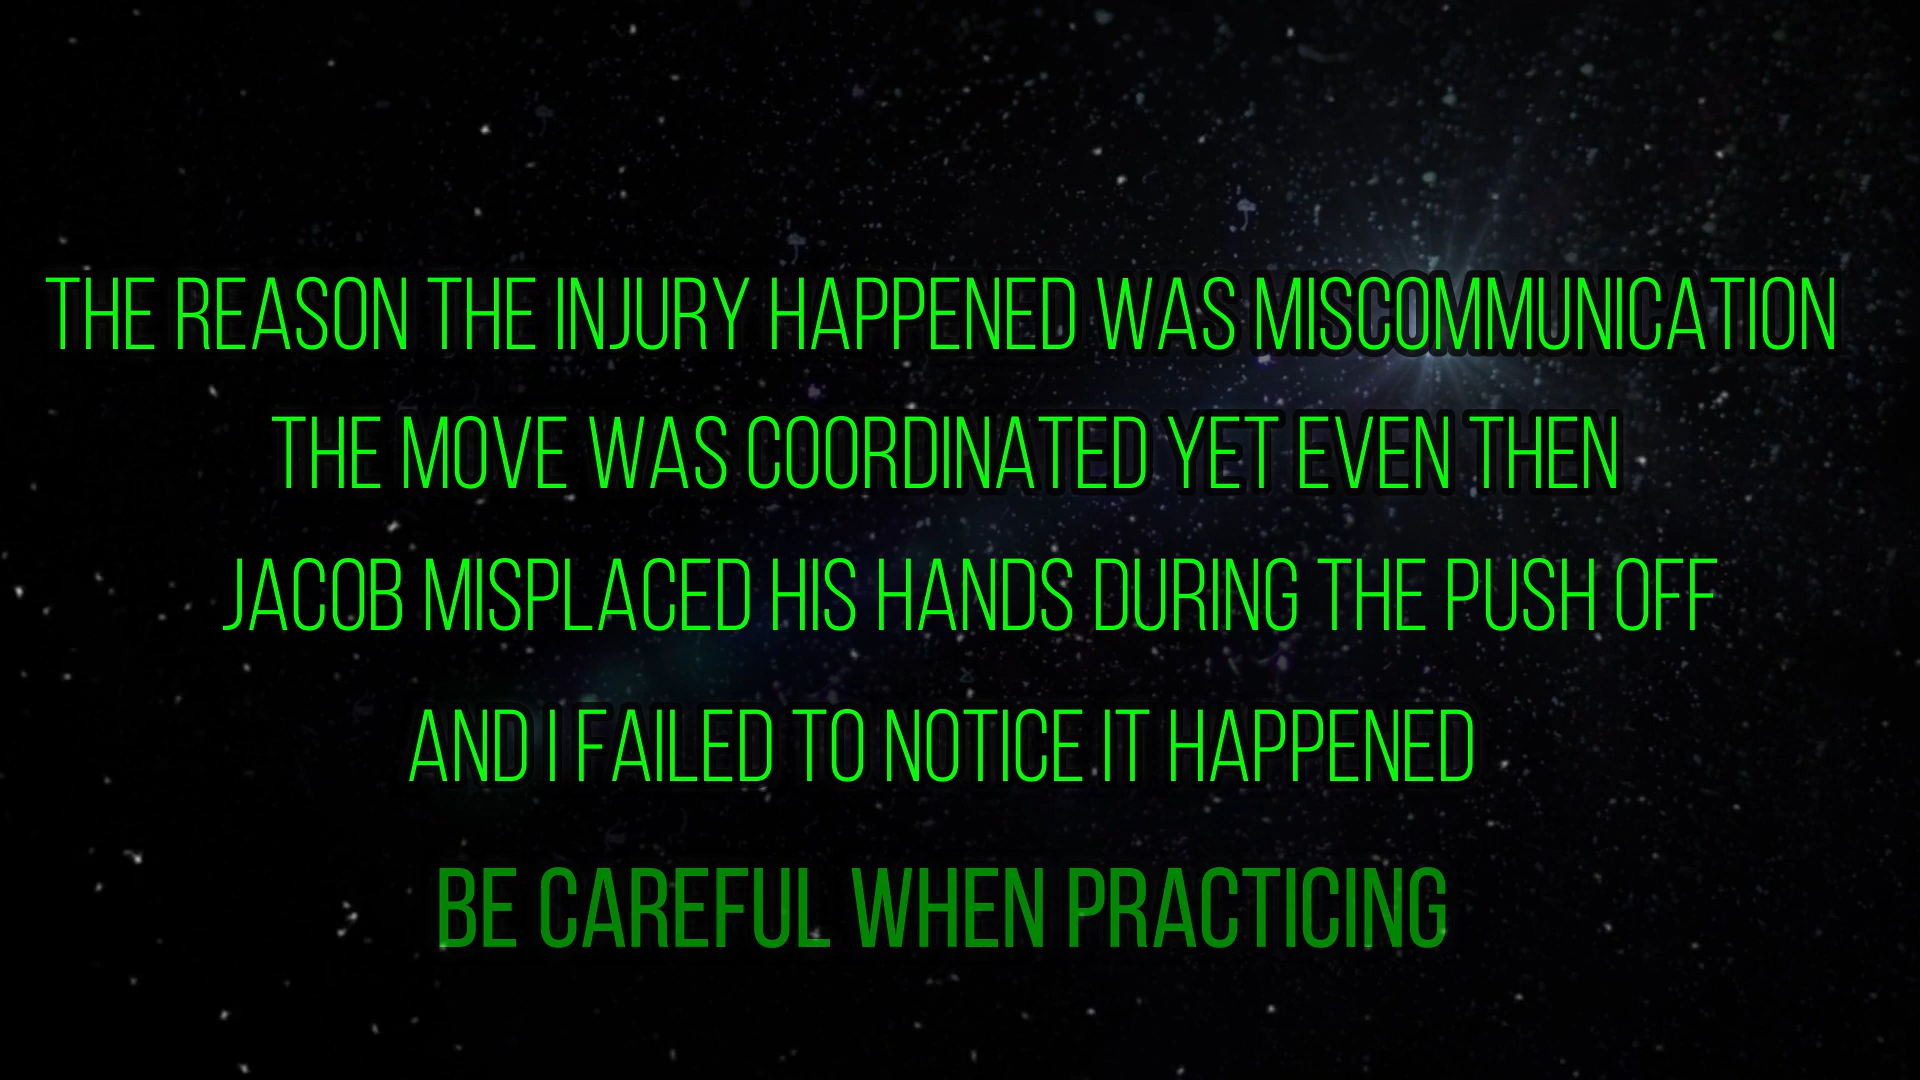 THE REASON THE INJURY HAPPENED WAS MISCOMMUNICATION
THE MOVE WAS COORDINATED YET EVEN THEN
JACOB MISPLACED HIS HANDS DURING THE PUSH OFF
AND I FAILED TO NOTICE IT HAPPENED
BE CAREFUL WHEN PRACTICING